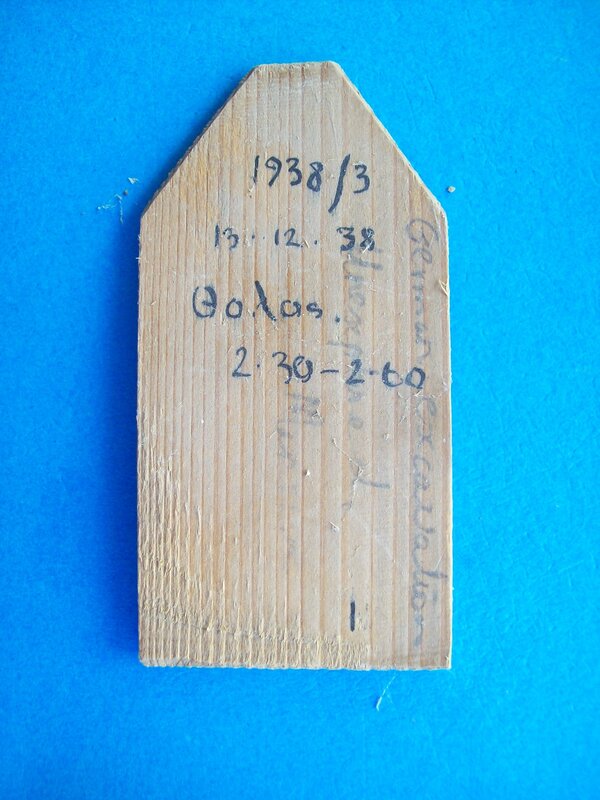 1938/3
13 . 12 . 38
Θολος.
2.30 – 2.60
1
German excavation